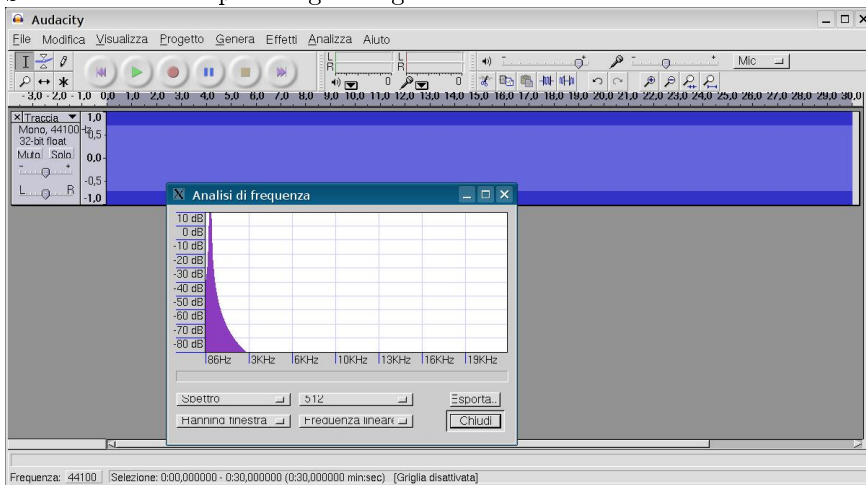 Audacity
File Modifica Visualizza Progetto Genera Effetti Analizza Aiuto
L
R
L
R
0
0
Mic
- 3,0 - 2,0 - 1,0 0,0 1,0 2,0 3,0 4,0 5,0 6,0 7,0 8,0 9,0 10,0 11,0 12,0 13,0 14,0 15,0 16,0 17,0 18,0 19,0 20,0 21,0 22,0 23,0 24,0 25,0 26,0 27,0 28,0 29,0 30,0
Traccia 1,0
Mono, 44100Hz 0,5
32-bit float
Muto Solo 0,0
- +
-0,5
L R
-1,0
Analisi di frequenza
10 dB
0 dB
-10 dB
-20 dB
-30 dB
-40 dB
-50 dB
-60 dB
-70 dB
-80 dB
86Hz 3KHz 6KHz 10KHz 13KHz 16KHz 19KHz
Spettro 512 Esporta..
Hanning finestra Frequenza lineare Chiudi
Frequenza: 44100 Selezione: 0:00,000000 - 0:30,000000 (0:30,000000 min:sec) [Griglia disattivata]